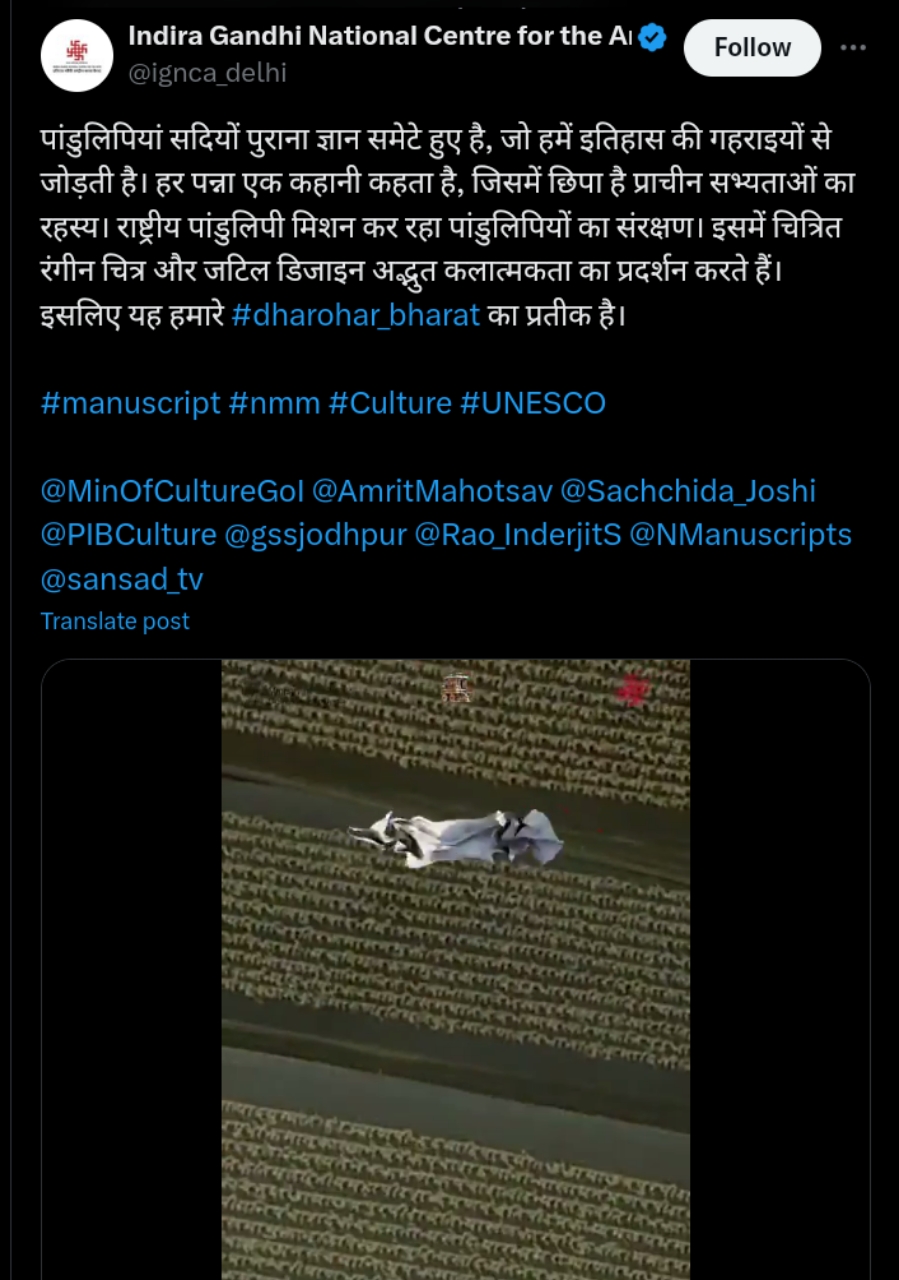 Indira Gandhi National Centre for the Ar
Follow
@ignca_delhi
पांडुलिपियां सदियों पुराना ज्ञान समेटे हुए है, जो हमें इतिहास की गहराइयों से
जोड़ती है। हर पन्ना एक कहानी कहता है, जिसमें छिपा है प्राचीन सभ्यताओं का
रहस्य। राष्ट्रीय पांडुलिपी मिशन कर रहा पांडुलिपियों का संरक्षण। इसमें चित्रित
रंगीन चित्र और जटिल डिजाइन अद्भुत कलात्मकता का प्रदर्शन करते हैं।
इसलिए यह हमारे #dharohar_bharat का प्रतीक है।
#manuscript #nmm #Culture #UNESCO
@MinOfCultureGoI @AmritMahotsav @Sachchida_Joshi
@PIBCulture @gssjodhpur @Rao_InderjitS @NManuscripts
@sansad_tv
Translate post